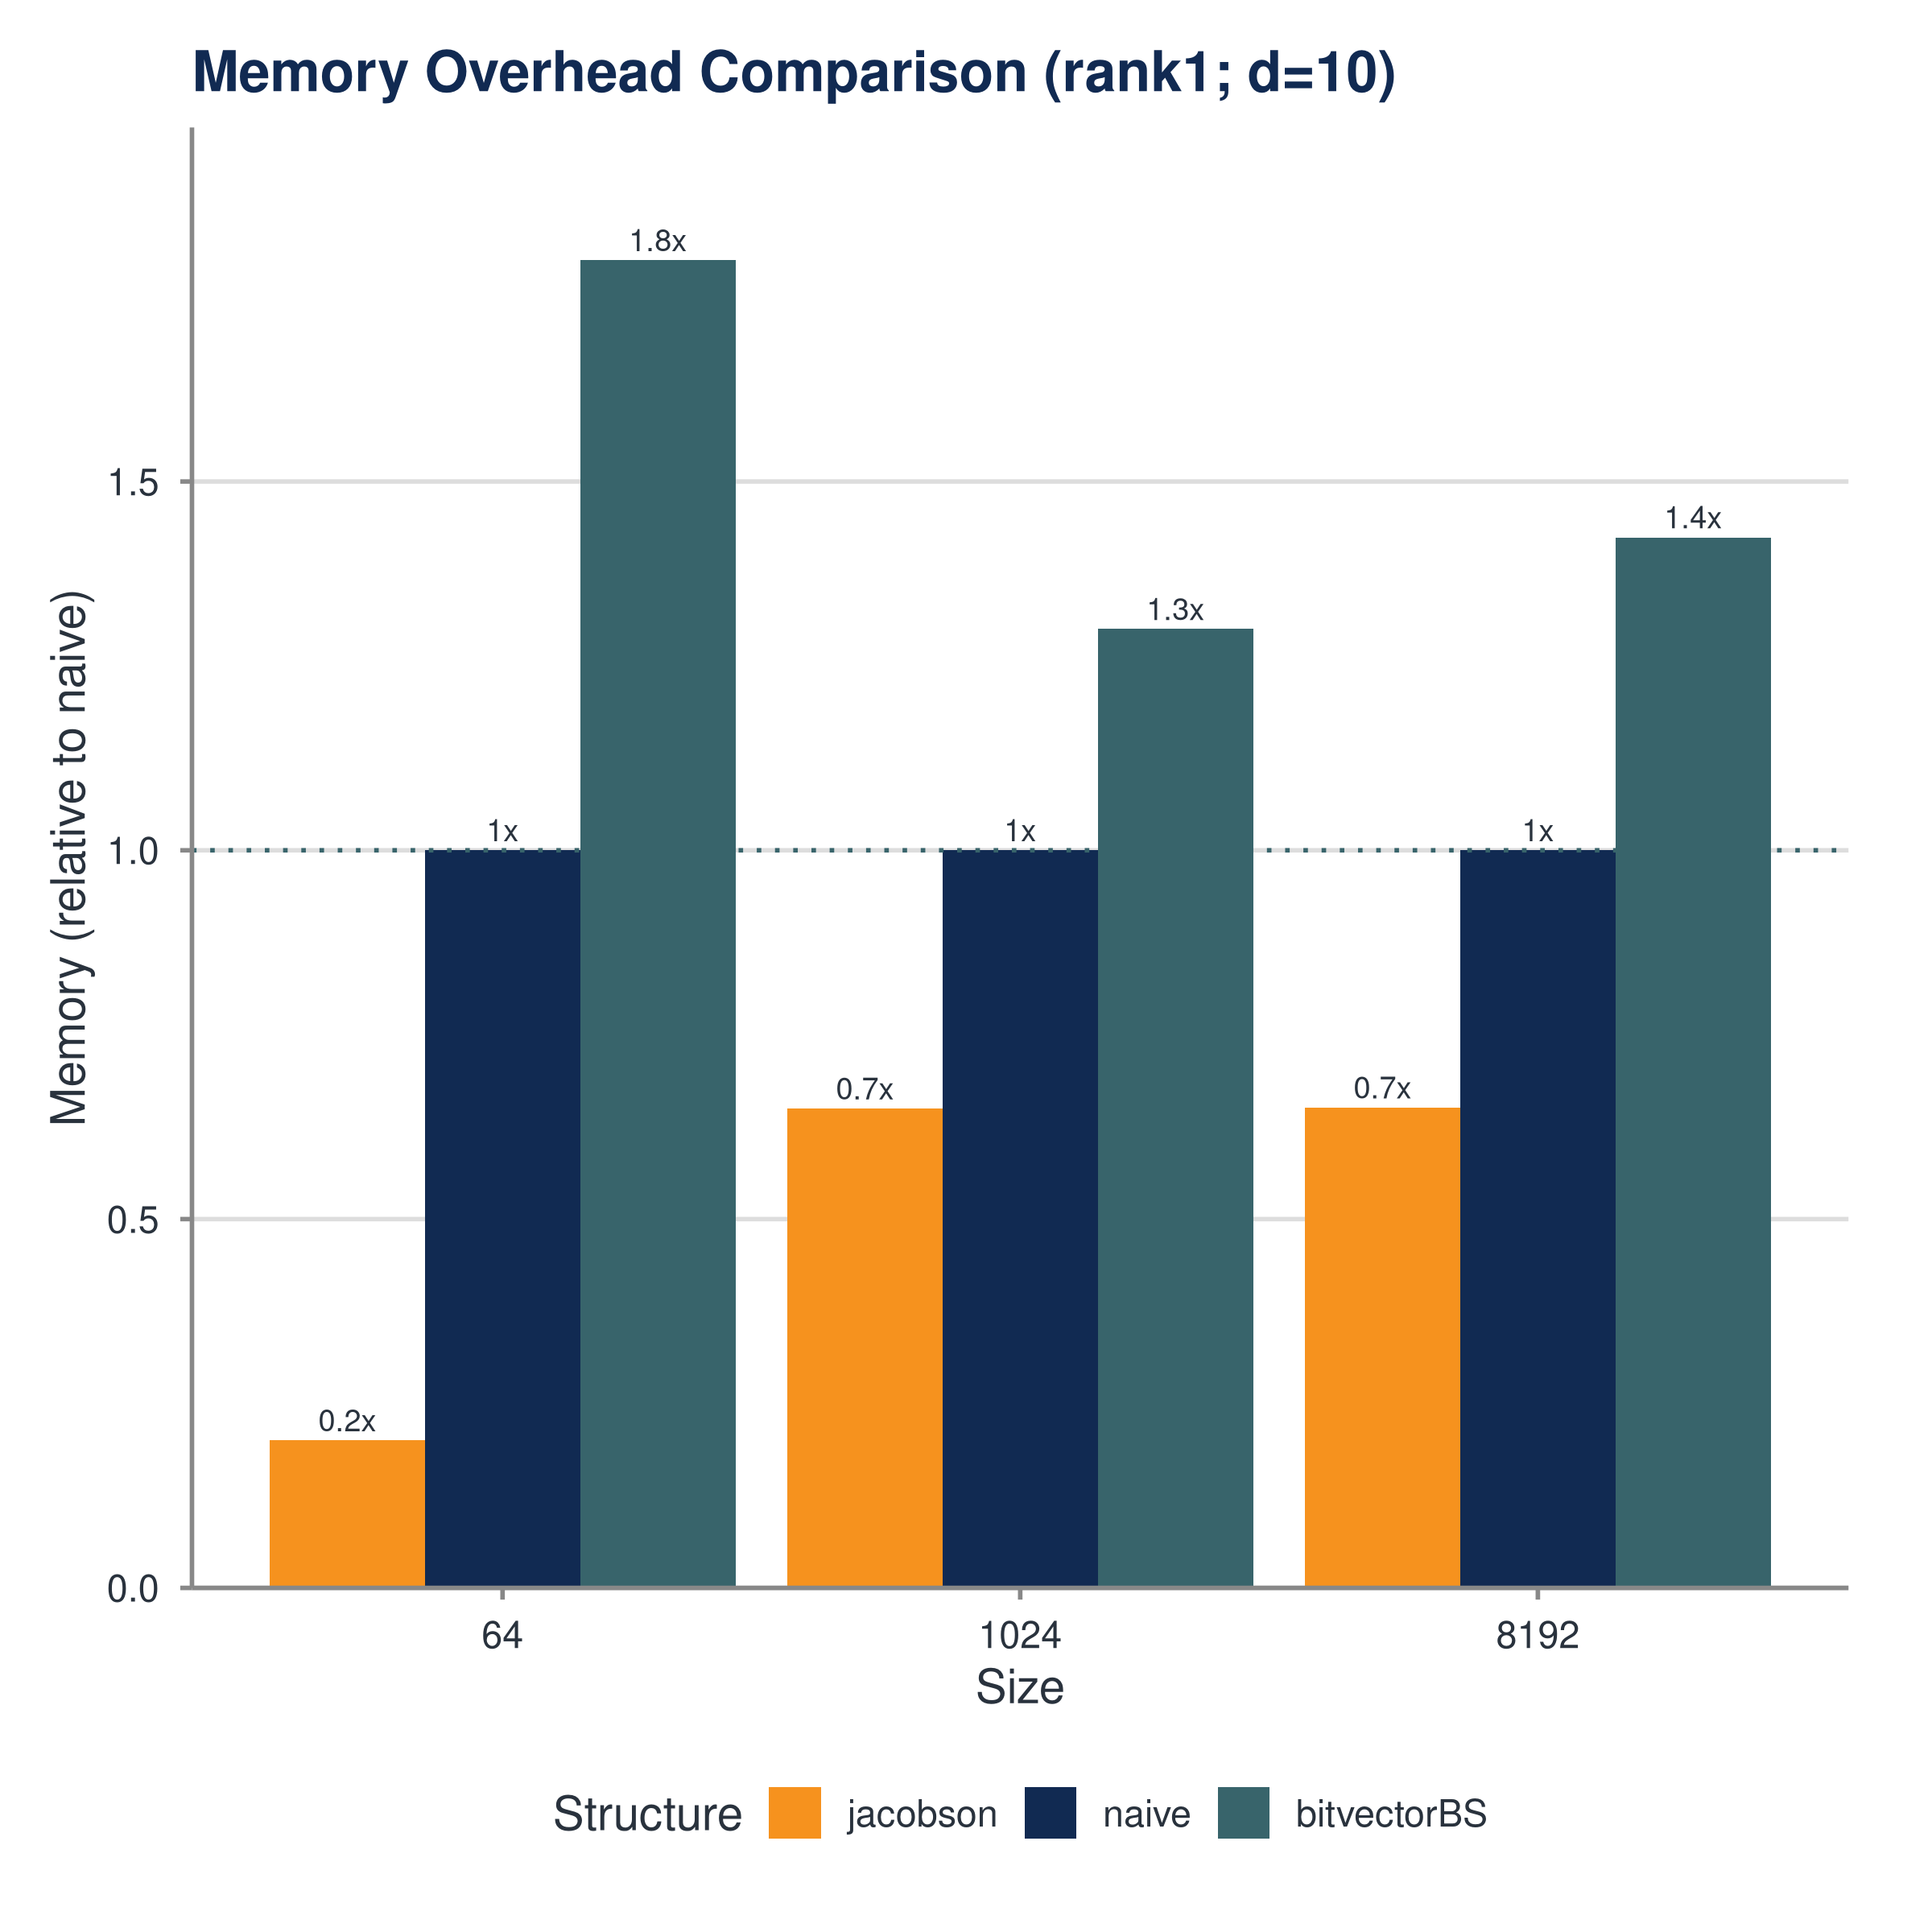 Memory Overhead Comparison (rank1; d=10)
Memory (relative to naive)
1.5
1.0
0.5
0.0
0.2x
1x
1.8x
0.7x
1x
1.3x
0.7x
1x
1.4x
64
1024
8192
Size
Structure jacobson naive bitvectorBS